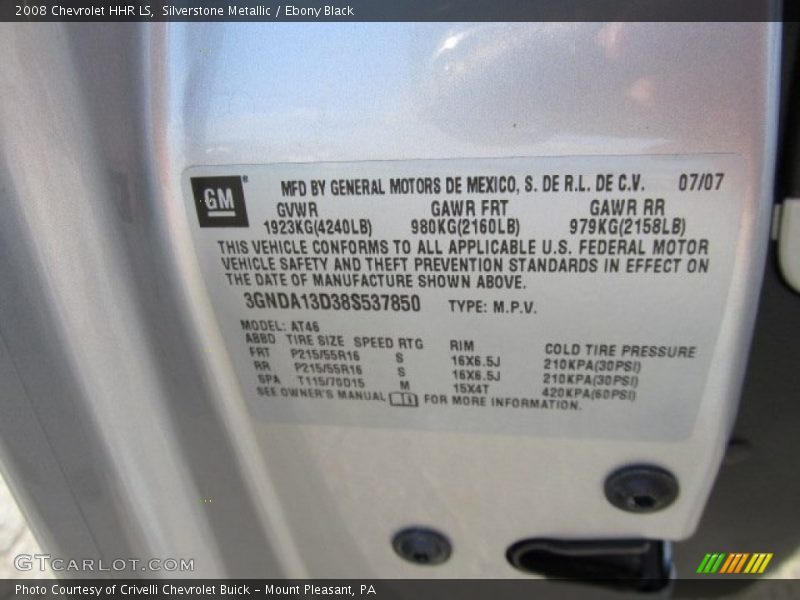 2008 Chevrolet HHR LS, Silverstone Metallic / Ebony Black
GM® MFD BY GENERAL MOTORS DE MEXICO, S. DE R.L. DE C.V. 07/07
GVWR GAWR FRT GAWR RR
1923KG(4240LB) 980KG(2160LB) 979KG(2158LB)
THIS VEHICLE CONFORMS TO ALL APPLICABLE U.S. FEDERAL MOTOR
VEHICLE SAFETY AND THEFT PREVENTION STANDARDS IN EFFECT ON
THE DATE OF MANUFACTURE SHOWN ABOVE.
3GNDA13D38S537850 TYPE: M.P.V.
MODEL: AT46
ABBD TIRE SIZE SPEED RTG RIM COLD TIRE PRESSURE
FRT P215/55R16 S 16X6.5J 210KPA(30PSI)
RR P215/55R16 S 16X6.5J 210KPA(30PSI)
SPA T115/70D15 M 15X4T 420KPA(60PSI)
SEE OWNER'S MANUAL FOR MORE INFORMATION.
GTCARLOT.COM
Photo Courtesy of Crivelli Chevrolet Buick - Mount Pleasant, PA